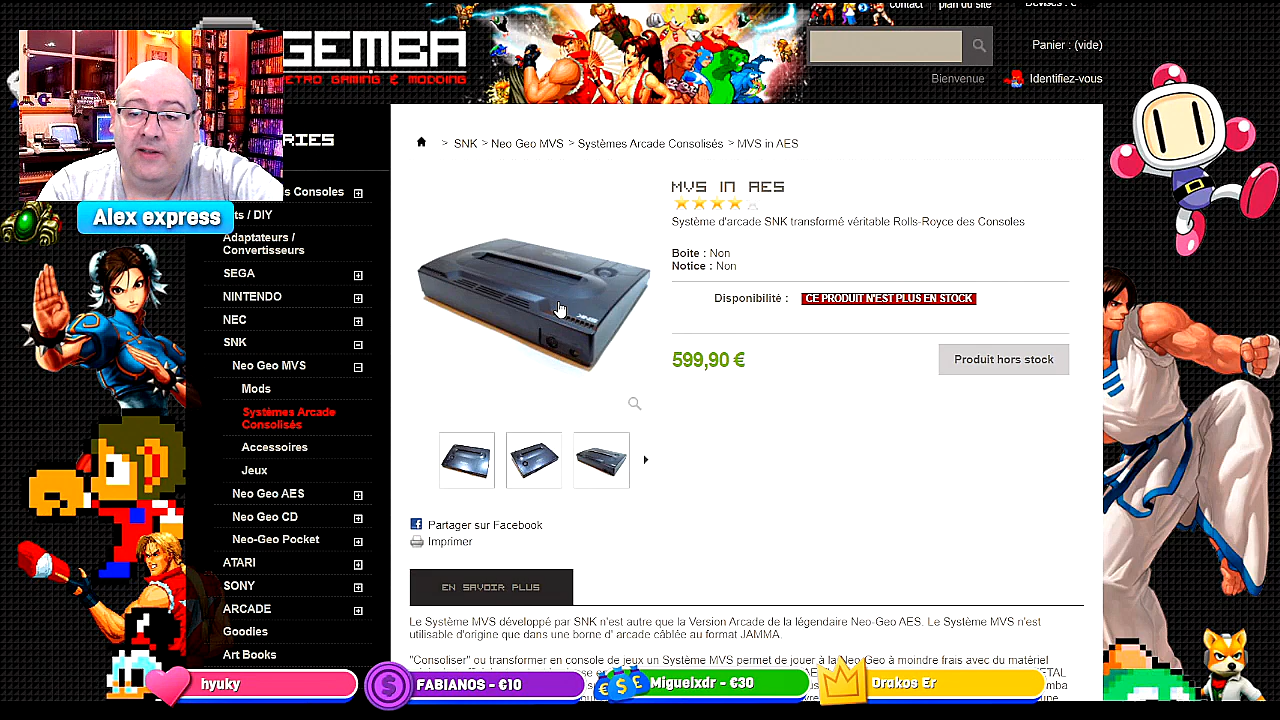 contact plan du site Devises : €
GEMBA
RETRO GAMING & MODDING
Panier : (vide)
Bienvenue
Identifiez-vous
RIES
> SNK > Neo Geo MVS > Systèmes Arcade Consolisés > MVS in AES
MVS IN AES
Système d'arcade SNK transformé véritable Rolls-Royce des Consoles
Boite : Non
Notice : Non
Disponibilité :
CE PRODUIT N'EST PLUS EN STOCK
599,90 €
Produit hors stock
s Consoles
ts / DIY
Alex express
Adaptateurs /
Convertisseurs
SEGA
NINTENDO
NEC
SNK
Neo Geo MVS
Mods
Systèmes Arcade
Consolisés
Accessoires
Jeux
Neo Geo AES
Neo Geo CD
Neo-Geo Pocket
ATARI
SONY
ARCADE
Goodies
Art Books
Partager sur Facebook
Imprimer
EN SAVOIR PLUS
Le Système MVS développé par SNK n'est autre que la Version Arcade de la légendaire Neo-Geo AES. Le Système MVS n'est
utilisable d'origine que dans une borne d' arcade câblée au format JAMMA.
"Consoliser" ou transformer en console de jeux un Système MVS permet de jouer à la Neo Geo à moindre frais avec du matériel
hyuky
FABIANOS - €10
Miguelxdr - €30
Drakos Er